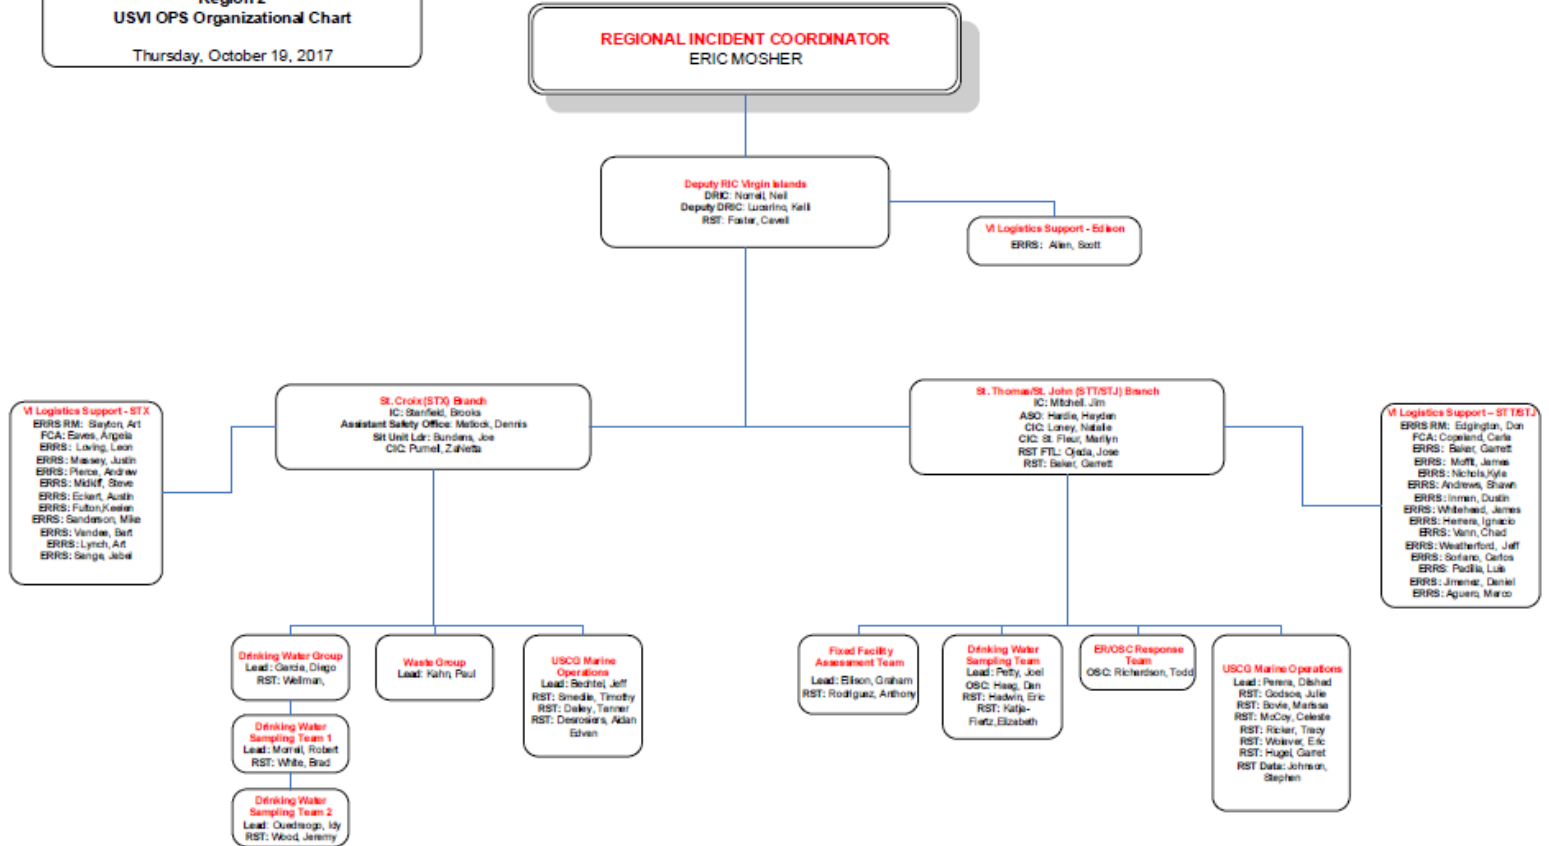 Region 2
USVI OPS Organizational Chart
Thursday, October 19, 2017
REGIONAL INCIDENT COORDINATOR
ERIC MOSHER
Deputy RIC Virgin Islands
DRIC: Norrell, Neil
Deputy DRIC: Lucarino, Kelli
RST: Foster, Cavell
VI Logistics Support - Edison
ERRS: Allen, Scott
St. Croix (STX) Branch
IC: Stanfield, Brooks
Assistant Safety Office: Matlock, Dennis
Sit Unit Ldr: Bundens, Joe
CIC: Purnell, ZaNetta
St. Thomas/St. John (STT/STJ) Branch
IC: Mitchell, Jim
ASO: Hardie, Hayden
CIC: Loney, Natalie
CIC: St. Fleur, Marilyn
RST FTL: Ojeda, Jose
RST: Baker, Garrett
VI Logistics Support - STX
ERRS RM: Slayton, Art
FCA: Eaves, Angela
ERRS: Loving, Leon
ERRS: Massey, Justin
ERRS: Pierce, Andrew
ERRS: Midkiff, Steve
ERRS: Eckert, Austin
ERRS: Fulton,Keelen
ERRS: Sanderson, Mike
ERRS: Vandee, Bert
ERRS: Lynch, Art
ERRS: Senge, Jebel
VI Logistics Support – STT/STJ
ERRS RM: Edgington, Don
FCA: Copeland, Carla
ERRS: Baker, Garrett
ERRS: Moffit, James
ERRS: Nichols,Kyle
ERRS: Andrews, Shawn
ERRS: Inman, Dustin
ERRS: Whitehead, James
ERRS: Herrera, Ignacio
ERRS: Vann, Chad
ERRS: Weatherford, Jeff
ERRS: Soriano, Carlos
ERRS: Padilla, Luis
ERRS: Jimenez, Daniel
ERRS: Aguero, Marco
Drinking Water Group
Lead: Garcia, Diego
RST: Wellman,
Drinking Water
Sampling Team 1
Lead: Morrell, Robert
RST: White, Brad
Drinking Water
Sampling Team 2
Lead: Ouedraogo, Idy
RST: Wood, Jeremy
Waste Group
Lead: Kahn, Paul
USCG Marine
Operations
Lead: Bechtel, Jeff
RST: Smedile, Timothy
RST: Dailey, Tanner
RST: Desrosiers, Aidan
Edven
Fixed Facility
Assessment Team
Lead: Ellison, Graham
RST: Rodriguez, Anthony
Drinking Water
Sampling Team
Lead: Petty, Joel
OSC: Haag, Dan
RST: Hadwin, Eric
RST: Katja-
Flertz,Elizabeth
ER/OSC Response
Team
OSC: Richardson, Todd
USCG Marine Operations
Lead: Perera, Dilshad
RST: Godsoe, Julie
RST: Bovie, Marissa
RST: McCoy, Celeste
RST: Ricker, Tracy
RST: Wolaver, Eric
RST: Hugel, Garret
RST Data: Johnson,
Stephen